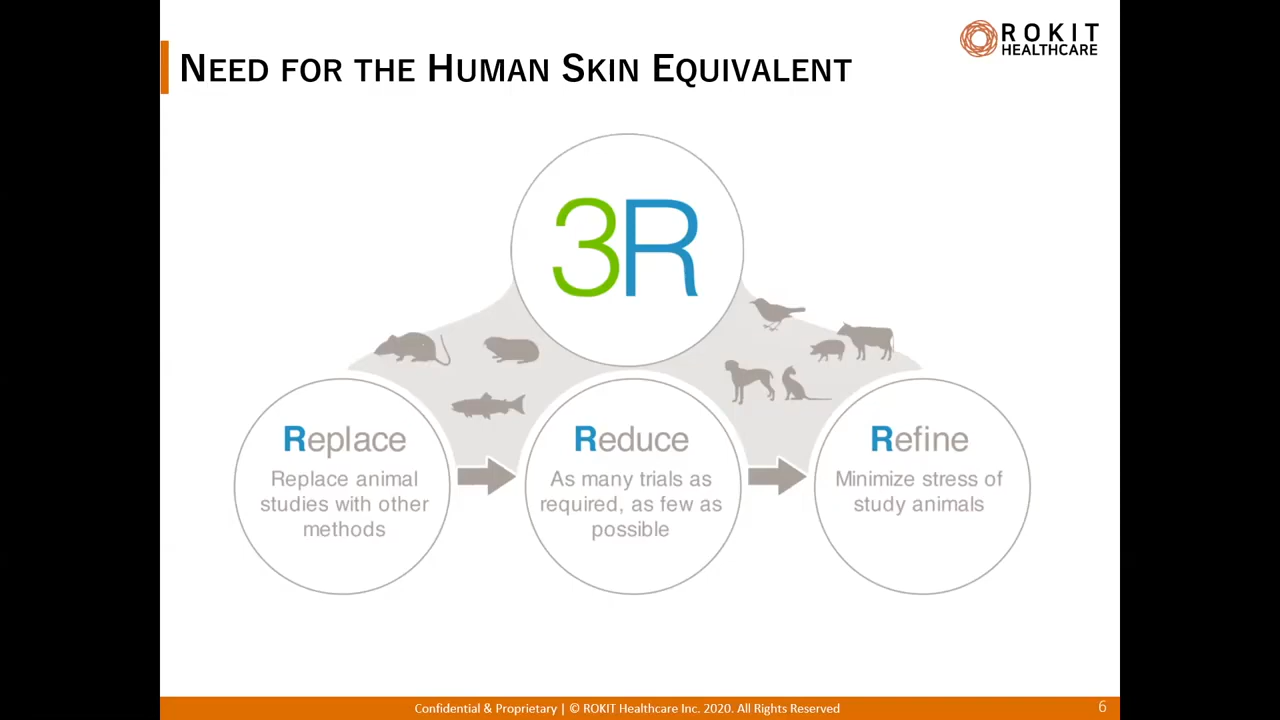 NEED FOR THE HUMAN SKIN EQUIVALENT
ROKIT
HEALTHCARE
3R
Replace
Replace animal
studies with other
methods
Reduce
As many trials as
required, as few as
possible
Refine
Minimize stress of
study animals
Confidential & Proprietary | © ROKIT Healthcare Inc. 2020. All Rights Reserved
6